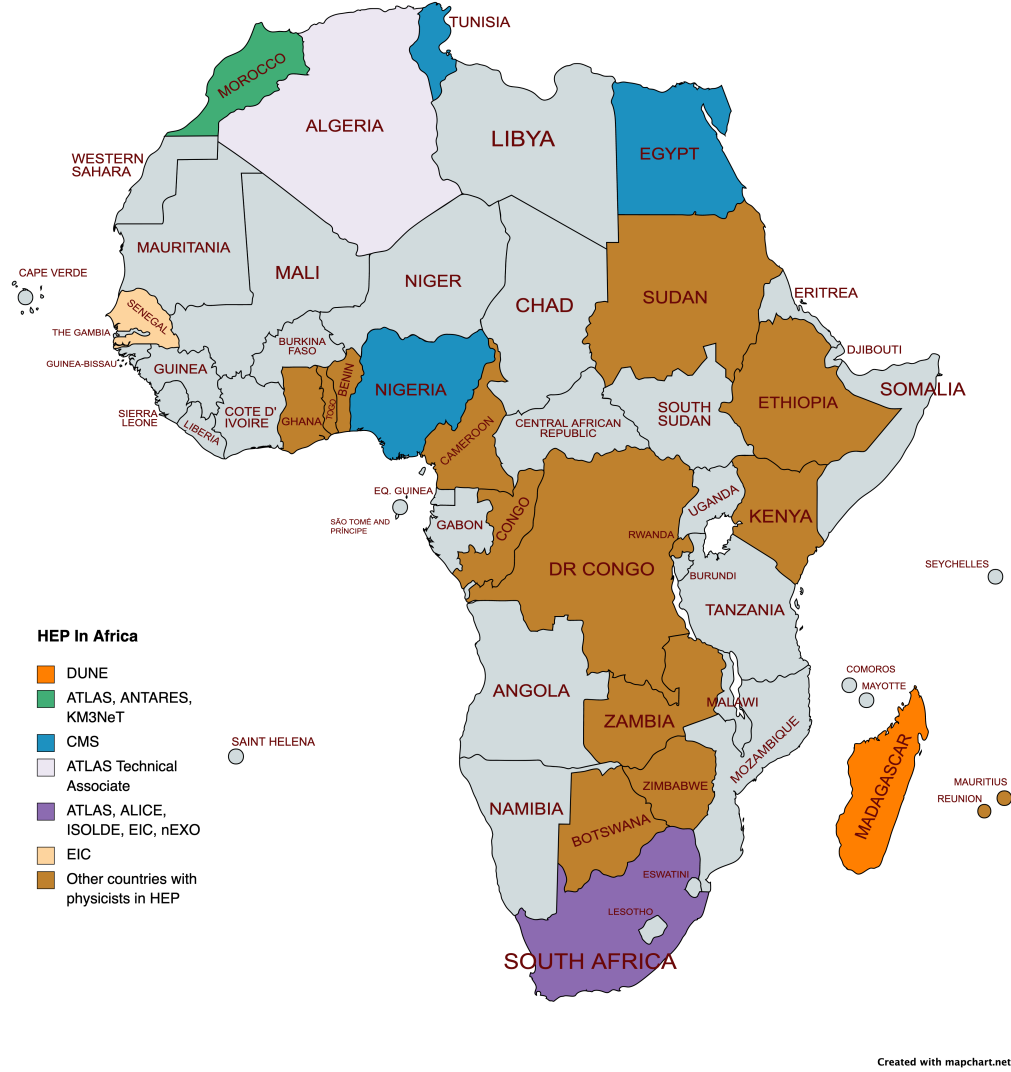 TUNISIA
MOROCCO
ALGERIA
LIBYA
EGYPT
WESTERN
SAHARA
MAURITANIA
MALI
NIGER
CHAD
SUDAN
ERITREA
CAPE VERDE
SENEGAL
THE GAMBIA
GUINEA-BISSAU
GUINEA
BURKINA
FASO
DJIBOUTI
SOMALIA
SIERRA
LEONE
LIBERIA
COTE D'
IVOIRE
GHANA
TOGO
BENIN
NIGERIA
CAMEROON
CENTRAL AFRICAN
REPUBLIC
SOUTH
SUDAN
ETHIOPIA
EQ. GUINEA
SÃO TOMÉ AND
PRÍNCIPE
GABON
CONGO
DR CONGO
UGANDA
KENYA
RWANDA
BURUNDI
TANZANIA
SEYCHELLES
HEP In Africa
DUNE
ATLAS, ANTARES,
KM3NeT
CMS
ATLAS Technical
Associate
ATLAS, ALICE,
ISOLDE, EIC, nEXO
EIC
Other countries with
physicists in HEP
SAINT HELENA
ANGOLA
ZAMBIA
MALAWI
MOZAMBIQUE
COMOROS
MAYOTTE
MADAGASCAR
MAURITIUS
REUNION
NAMIBIA
ZIMBABWE
BOTSWANA
ESWATINI
LESOTHO
SOUTH AFRICA
Created with mapchart.net